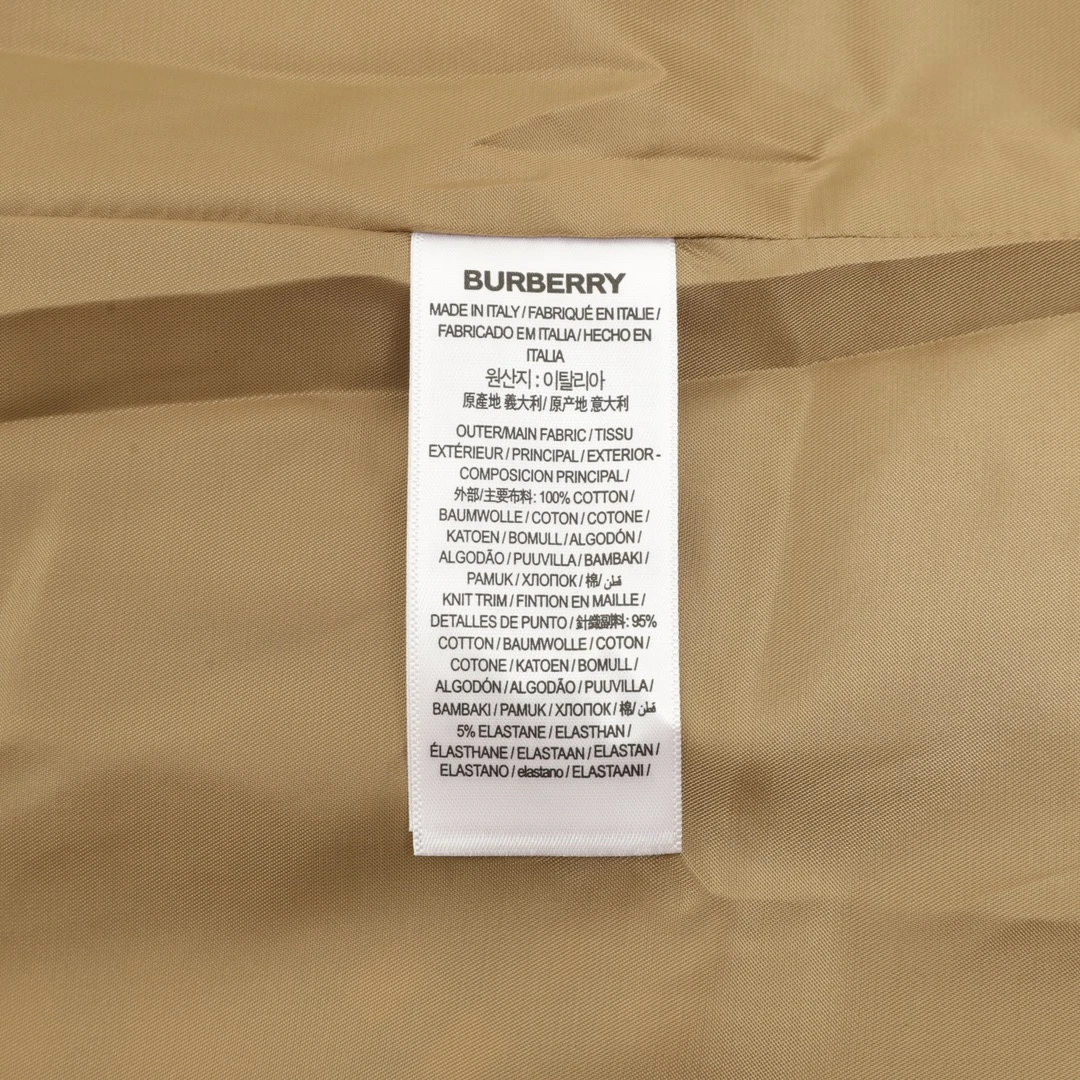 BURBERRY
MADE IN ITALY / FABRIQUÉ EN ITALIE /
FABRICADO EM ITALIA / HECHO EN
ITALIA
원산지 : 이탈리아
原產地 義大利/ 原产地 意大利
OUTER/MAIN FABRIC / TISSU
EXTÉRIEUR / PRINCIPAL / EXTERIOR -
COMPOSICION PRINCIPAL /
外部/主要布料: 100% COTTON /
BAUMWOLLE / COTON / COTONE /
KATOEN / BOMULL / ALGODÓN /
ALGODÃO / PUUVILLA / BAMBAKI /
PAMUK / ХЛОПОК / 棉/ قطن
KNIT TRIM / FINTION EN MAILLE /
DETALLES DE PUNTO / 針織副料: 95%
COTTON / BAUMWOLLE / COTON /
COTONE / KATOEN / BOMULL /
ALGODÓN / ALGODÃO / PUUVILLA /
BAMBAKI / PAMUK / ХЛОПОК / 棉/ قطن
5% ELASTANE / ELASTHAN /
ÉLASTHANE / ELASTAAN / ELASTAN /
ELASTANO / elastano / ELASTAANI /